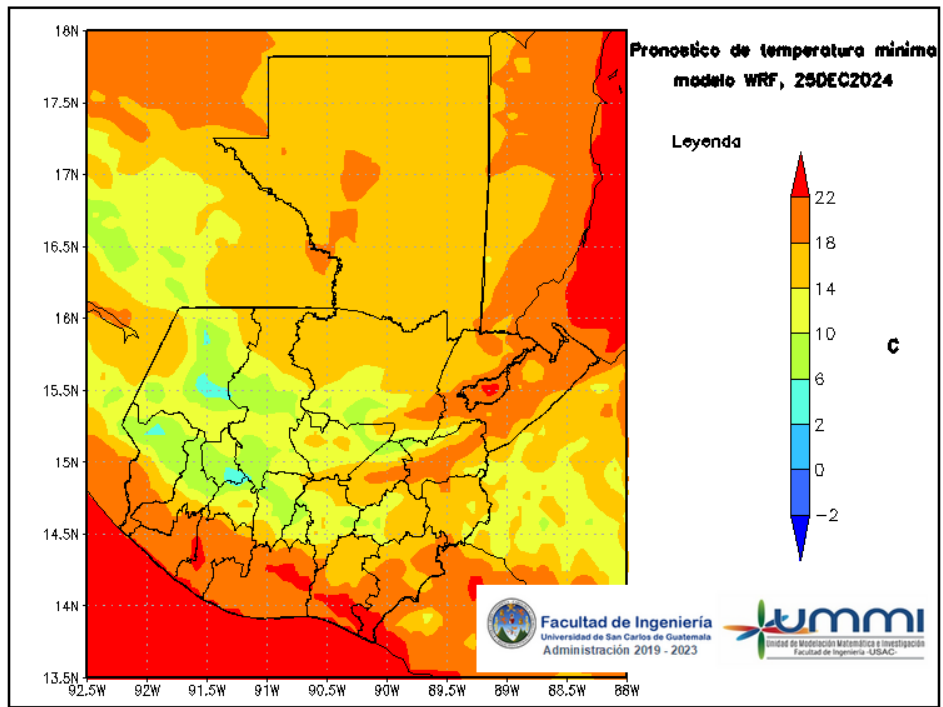 18N
17.5N
17N
16.5N
16N
15.5N
15N
14.5N
14N
13.5N
92.5W
92W
91.5W
91W
90.5W
90W
89.5W
89W
88.5W
88W
Pronostico de temperatura minima
modelo WRF, 25DEC2024
Leyenda
22
18
14
10
6
2
0
-2
C
Facultad de Ingeniería
Universidad de San Carlos de Guatemala
Administración 2019 - 2023
ummi
Unidad de Modelación Matemática e Investigación
Facultad de Ingeniería -USAC-